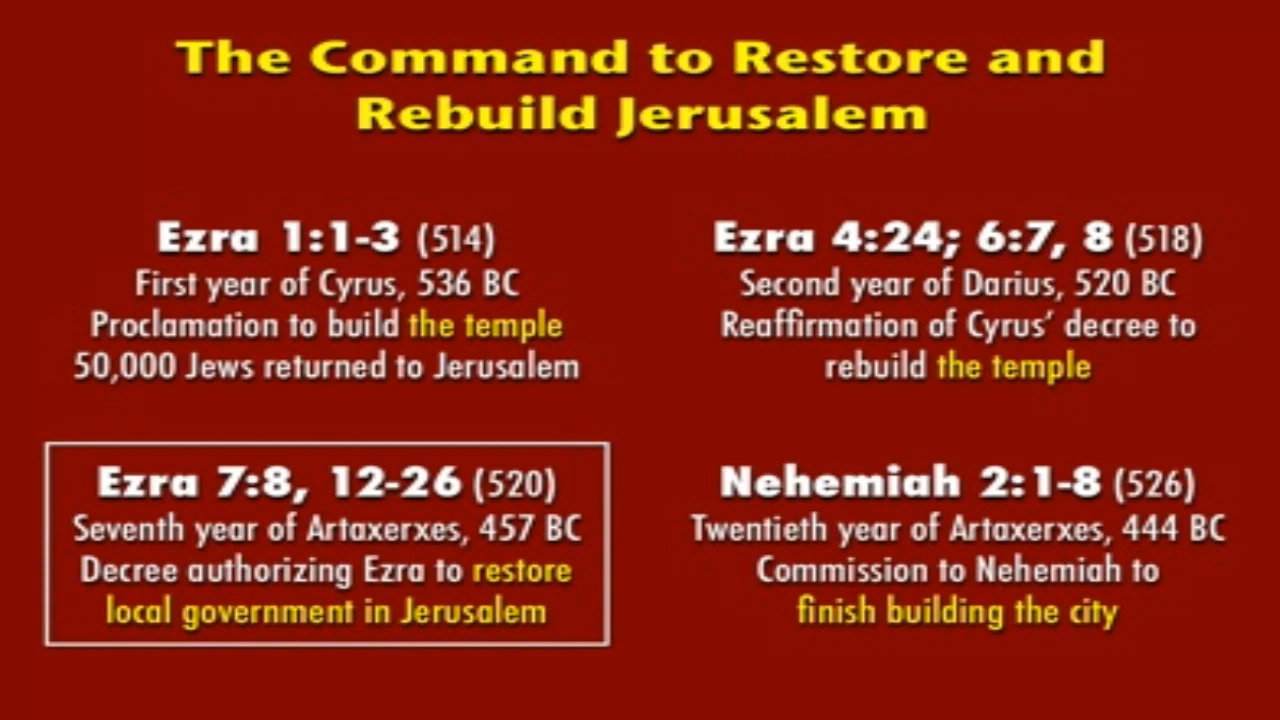 The Command to Restore and
Rebuild Jerusalem
Ezra 1:1-3 (514)
First year of Cyrus, 536 BC
Proclamation to build the temple
50,000 Jews returned to Jerusalem
Ezra 4:24; 6:7, 8 (518)
Second year of Darius, 520 BC
Reaffirmation of Cyrus’ decree to
rebuild the temple
Ezra 7:8, 12-26 (520)
Seventh year of Artaxerxes, 457 BC
Decree authorizing Ezra to restore
local government in Jerusalem
Nehemiah 2:1-8 (526)
Twentieth year of Artaxerxes, 444 BC
Commission to Nehemiah to
finish building the city